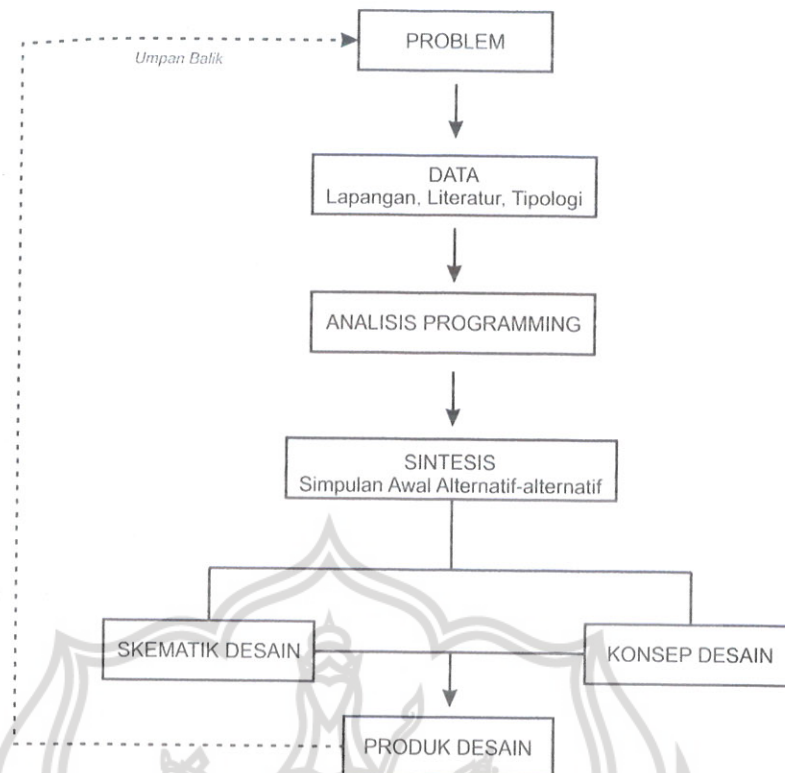 PROBLEM
Umpan Balik
DATA
Lapangan, Literatur, Tipologi
ANALISIS PROGRAMMING
SINTESIS
Simpulan Awal Alternatif-alternatif
SKEMATIK DESAIN
KONSEP DESAIN
PRODUK DESAIN